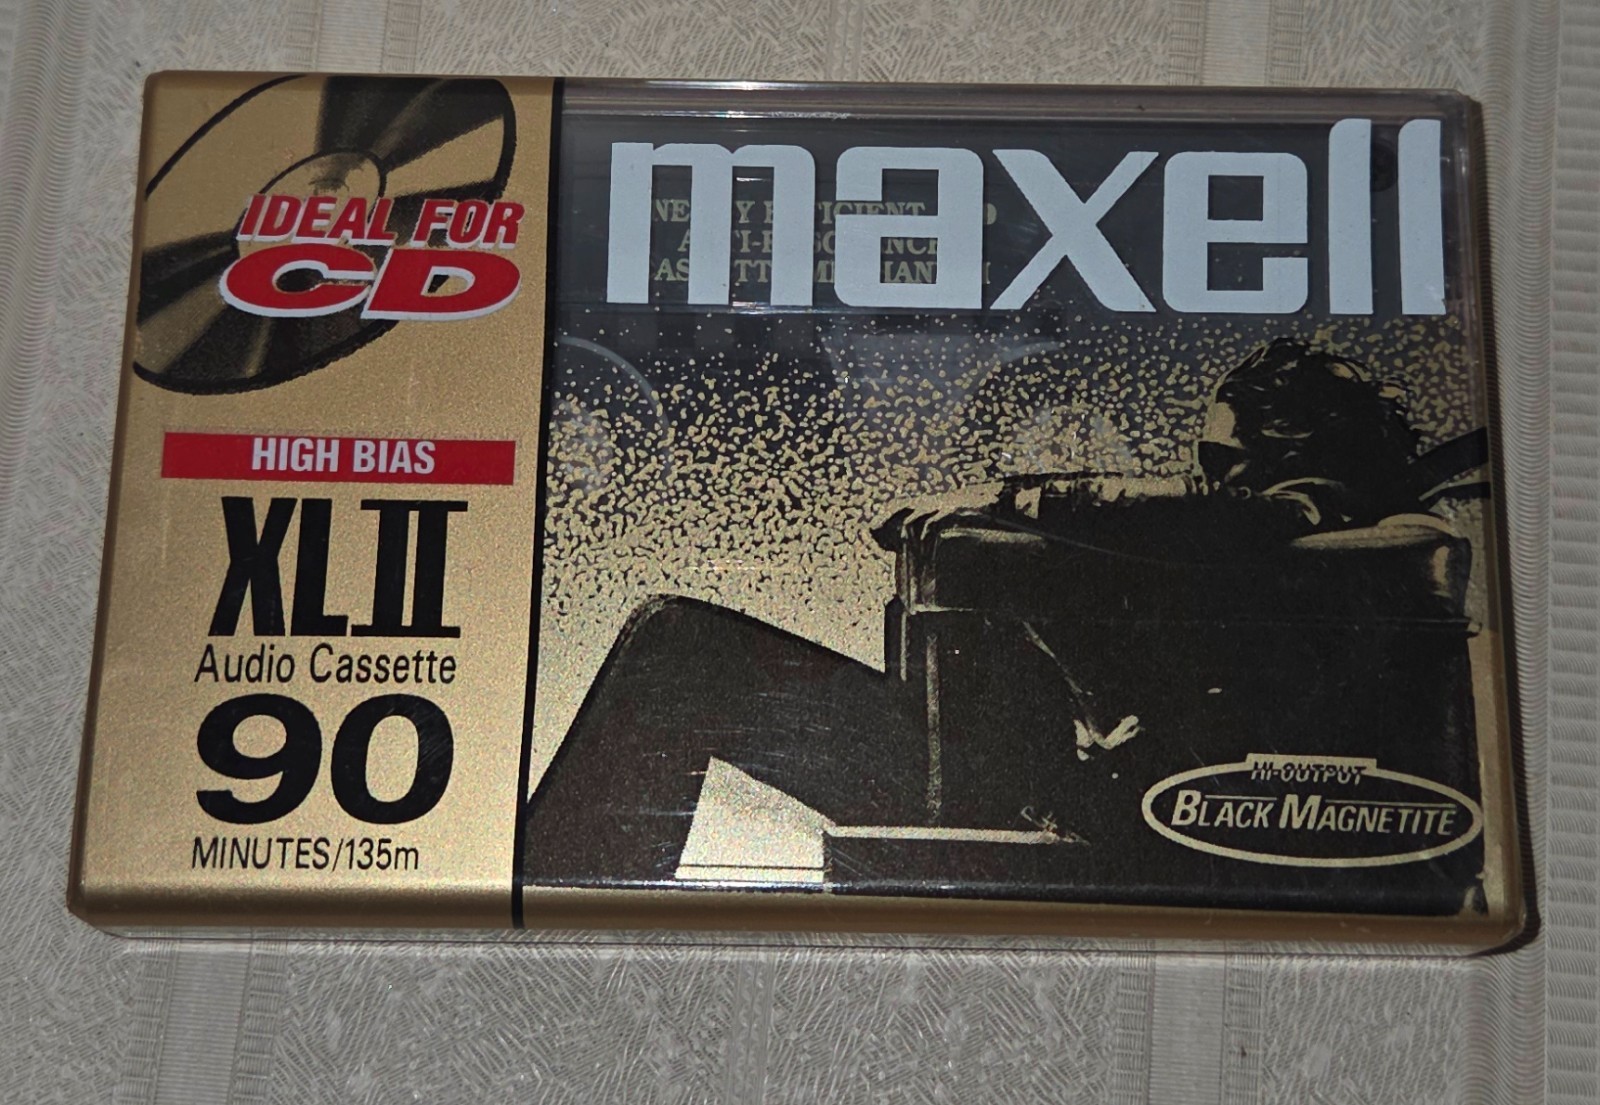 IDEAL FOR
CD
HIGH BIAS
XLII
Audio Cassette
90
MINUTES/135m
maxell
HI-OUTPUT
BLACK MAGNETITE